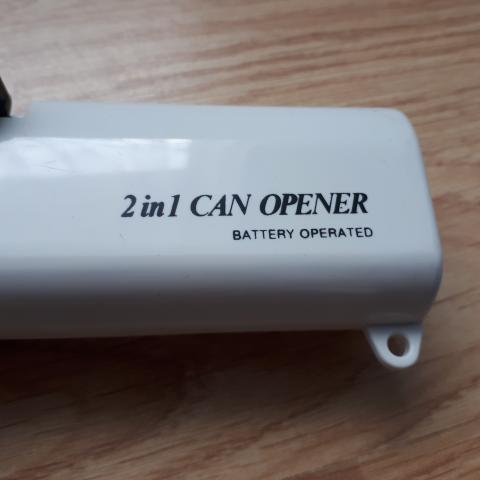 2 in 1 CAN OPENER
BATTERY OPERATED